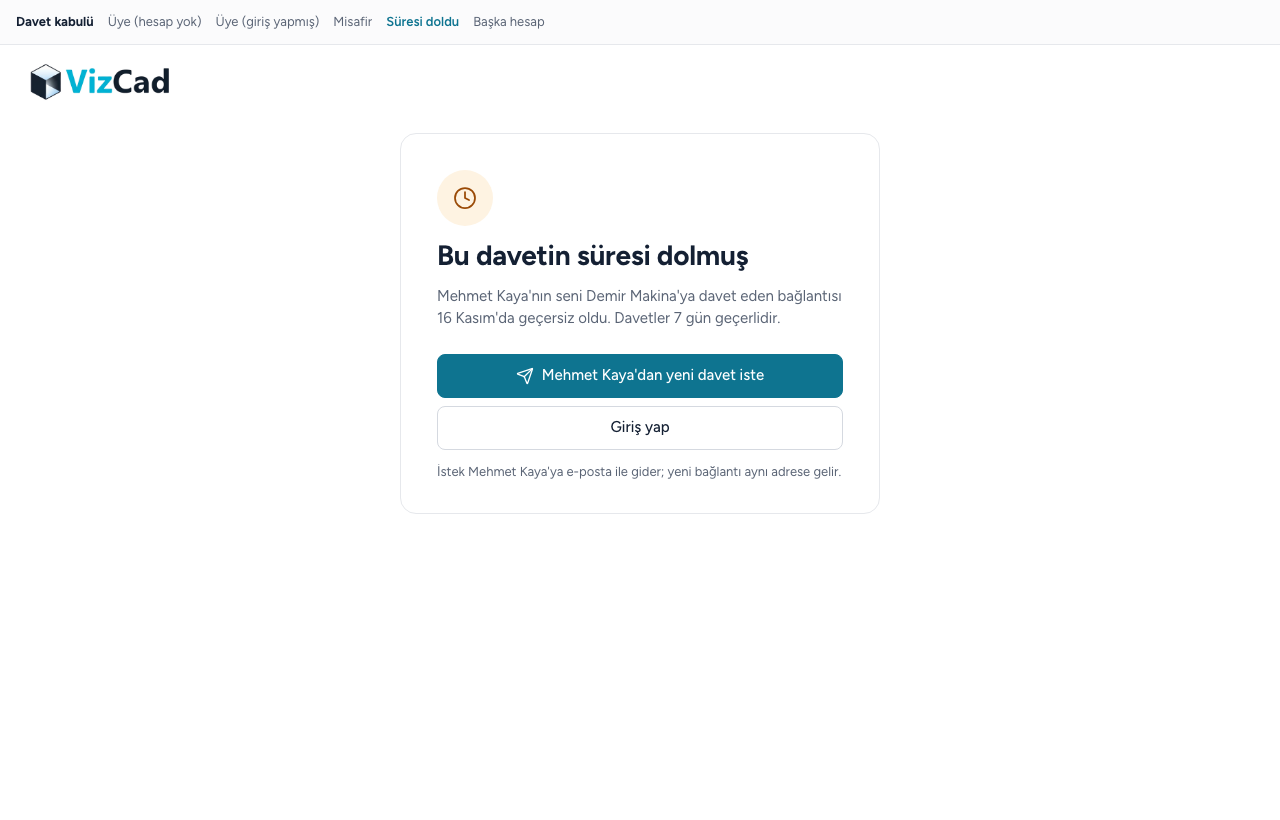 Davet kabulü Üye (hesap yok) Üye (giriş yapmış) Misafir Süresi doldu Başka hesap
VizCad
Bu davetin süresi dolmuş
Mehmet Kaya'nın seni Demir Makina'ya davet eden bağlantısı
16 Kasım'da geçersiz oldu. Davetler 7 gün geçerlidir.
Mehmet Kaya'dan yeni davet iste
Giriş yap
İstek Mehmet Kaya'ya e-posta ile gider; yeni bağlantı aynı adrese gelir.